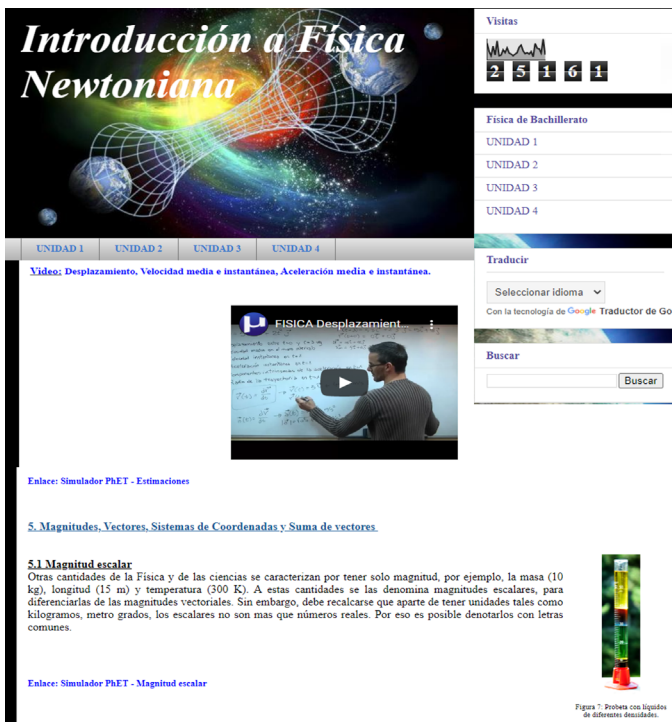 Introducción a Física
Newtoniana
Visitas
2 5 1 6 1
Física de Bachillerato
UNIDAD 1
UNIDAD 2
UNIDAD 3
UNIDAD 4
UNIDAD 1 UNIDAD 2 UNIDAD 3 UNIDAD 4
Traducir
Seleccionar idioma
Con la tecnología de Google Traductor de Go
Buscar
Buscar
Video: Desplazamiento, Velocidad media e instantánea, Aceleración media e instantánea.
FISICA Desplazamient...
Enlace: Simulador PhET - Estimaciones
5. Magnitudes, Vectores, Sistemas de Coordenadas y Suma de vectores
5.1 Magnitud escalar
Otras cantidades de la Física y de las ciencias se caracterizan por tener solo magnitud, por ejemplo, la masa (10
kg), longitud (15 m) y temperatura (300 K). A estas cantidades se las denomina magnitudes escalares, para
diferenciarlas de las magnitudes vectoriales. Sin embargo, debe recalcarse que aparte de tener unidades tales como
kilogramos, metro grados, los escalares no son mas que números reales. Por eso es posible denotarlos con letras
comunes.
Enlace: Simulador PhET - Magnitud escalar
Figura 7: Probeta con líquidos
de diferentes densidades.